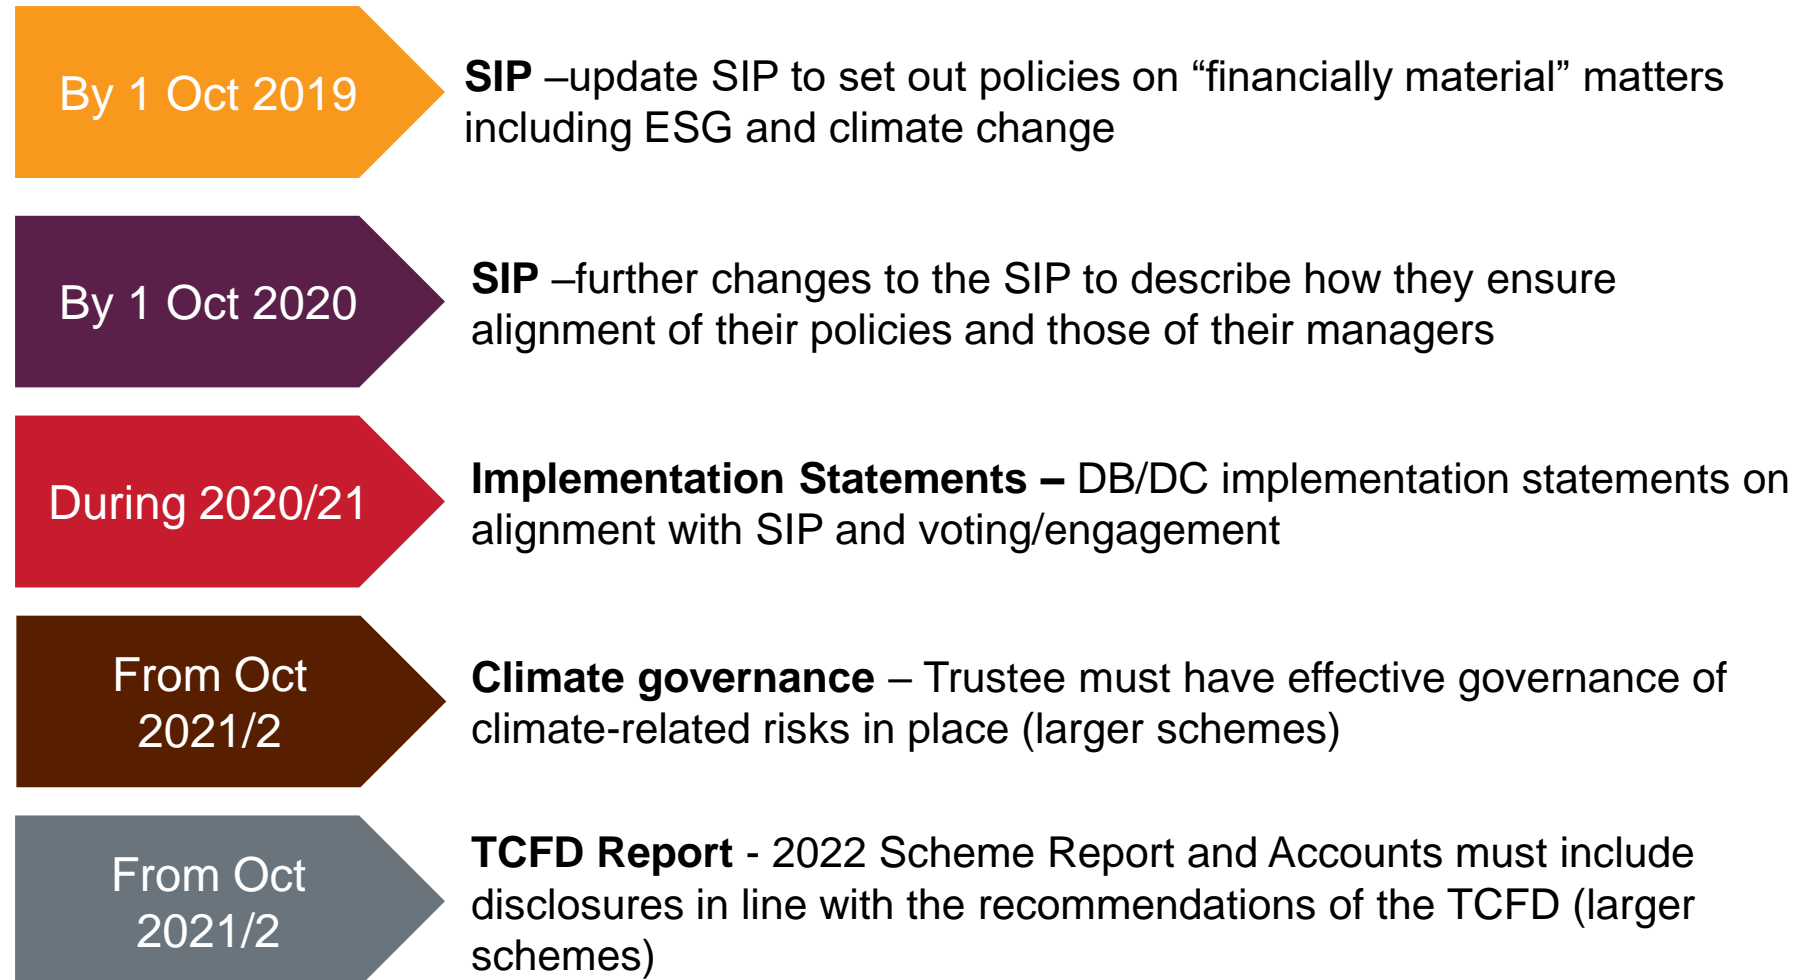 By 1 Oct 2019
SIP –update SIP to set out policies on “financially material” matters
including ESG and climate change
By 1 Oct 2020
SIP –further changes to the SIP to describe how they ensure
alignment of their policies and those of their managers
During 2020/21
Implementation Statements – DB/DC implementation statements on
alignment with SIP and voting/engagement
From Oct
2021/2
Climate governance – Trustee must have effective governance of
climate-related risks in place (larger schemes)
From Oct
2021/2
TCFD Report - 2022 Scheme Report and Accounts must include
disclosures in line with the recommendations of the TCFD (larger
schemes)